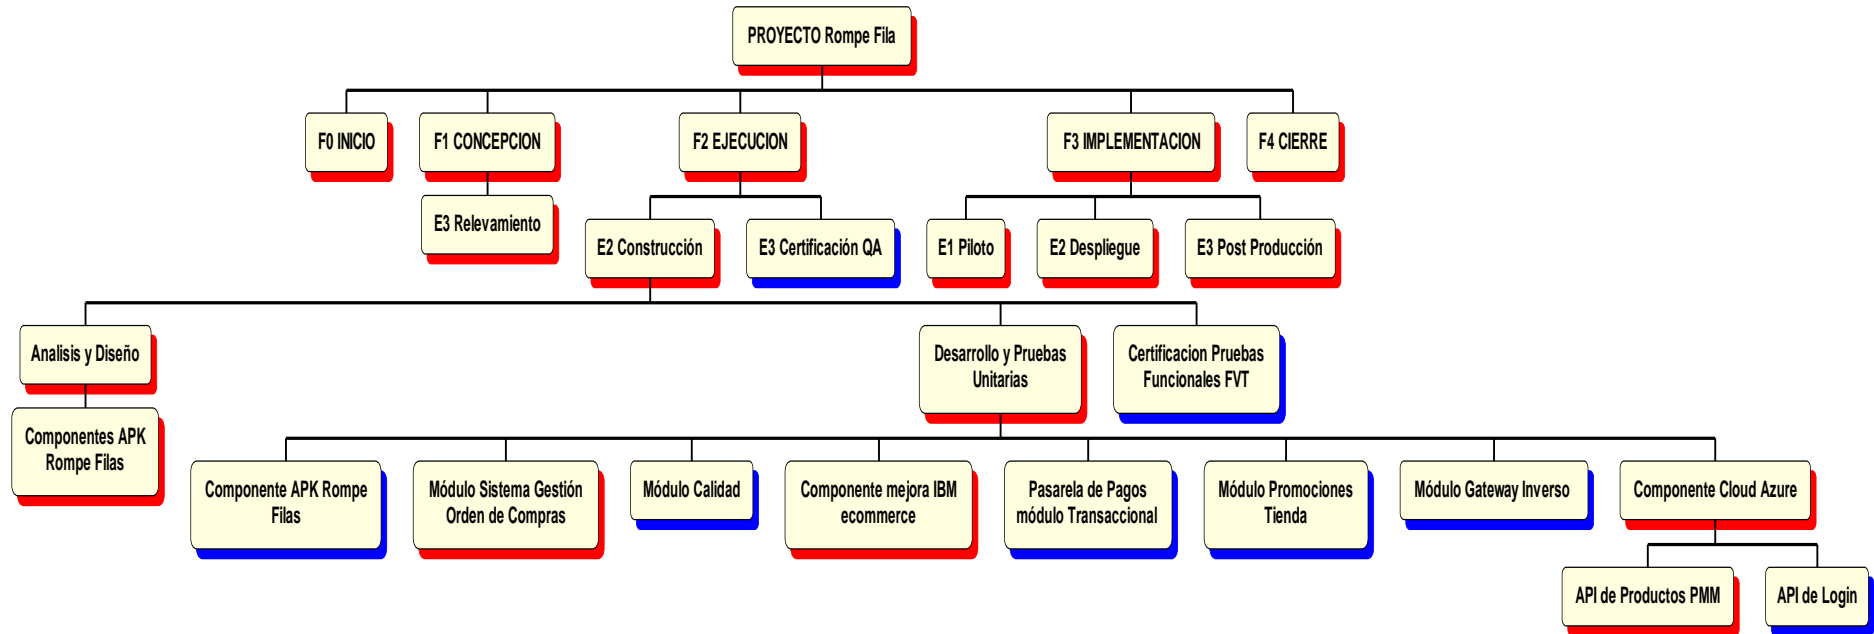 PROYECTO Rompe Fila
F0 INICIO
F1 CONCEPCION
F2 EJECUCION
F3 IMPLEMENTACION
F4 CIERRE
E3 Relevamiento
E2 Construcción
E3 Certificación QA
E1 Piloto
E2 Despliegue
E3 Post Producción
Analisis y Diseño
Desarrollo y Pruebas
Unitarias
Certificacion Pruebas
Funcionales FVT
Componentes APK
Rompe Filas
Componente APK Rompe
Filas
Módulo Sistema Gestión
Orden de Compras
Módulo Calidad
Componente mejora IBM
ecommerce
Pasarela de Pagos
módulo Transaccional
Módulo Promociones
Tienda
Módulo Gateway Inverso
Componente Cloud Azure
API de Productos PMM
API de Login